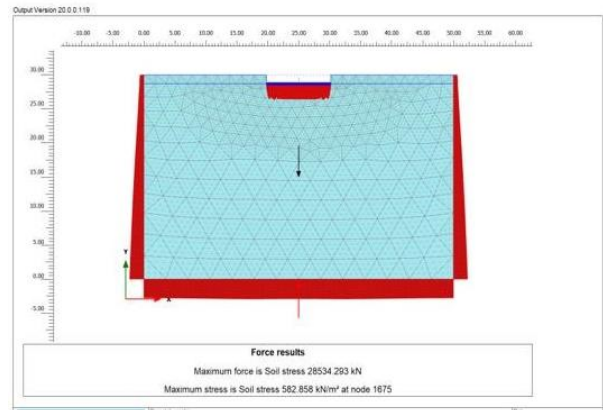 Output Version 20.0.0.119
-10.00 0.00 5.00 10.00 15.00 20.00 25.00 30.00 35.00 40.00 45.00 50.00 55.00 60.00
30.00
25.00
20.00
15.00
10.00
5.00
Y
0.00
x
-5.00
Force results
Maximum force is Soil stress 28534.293 kN
Maximum stress is Soil stress 582.858 kN/m² at node 1675